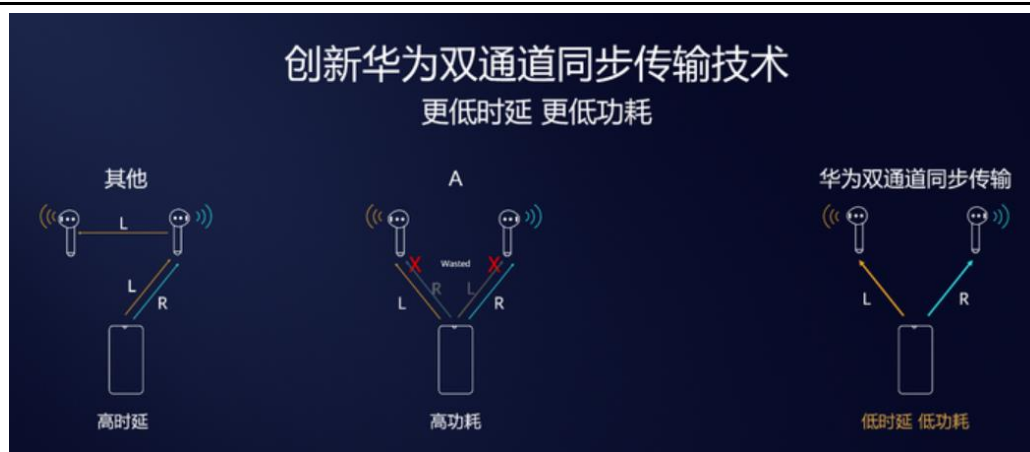 创新华为双通道同步传输技术
更低时延 更低功耗
其他
L
L
R
高时延
A
X
Wasted
X
R
L
L
R
高功耗
华为双通道同步传输
L
R
低时延 低功耗